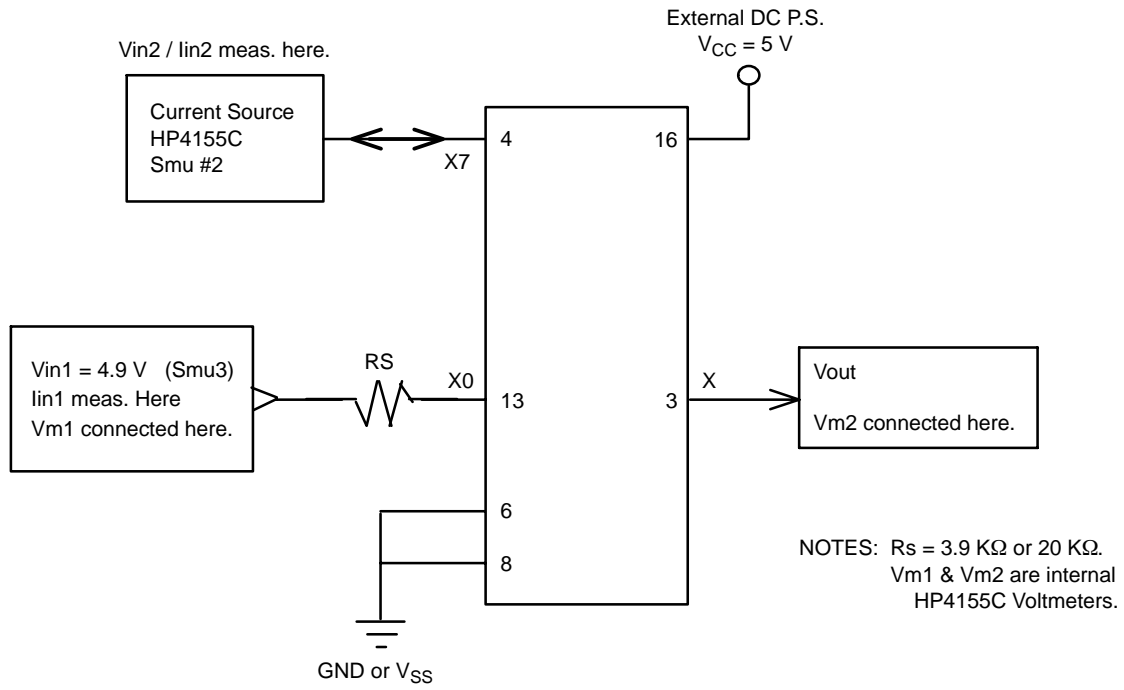 External DC P.S.
VCC = 5 V
Vin2 / Iin2 meas. here.
Current Source
HP4155C
Smu #2
X7
4
16
Vin1 = 4.9 V (Smu3)
Iin1 meas. Here
Vm1 connected here.
RS
X0
13
3
X
Vout
Vm2 connected here.
6
8
GND or VSS
NOTES: Rs = 3.9 KΩ or 20 KΩ.
Vm1 & Vm2 are internal
HP4155C Voltmeters.